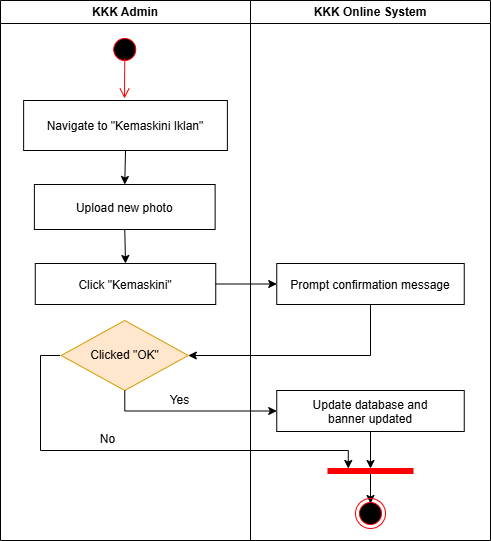 KKK Admin
KKK Online System
Navigate to "Kemaskini Iklan"
Upload new photo
Click "Kemaskini"
Prompt confirmation message
Clicked "OK"
Yes
Update database and
banner updated
No